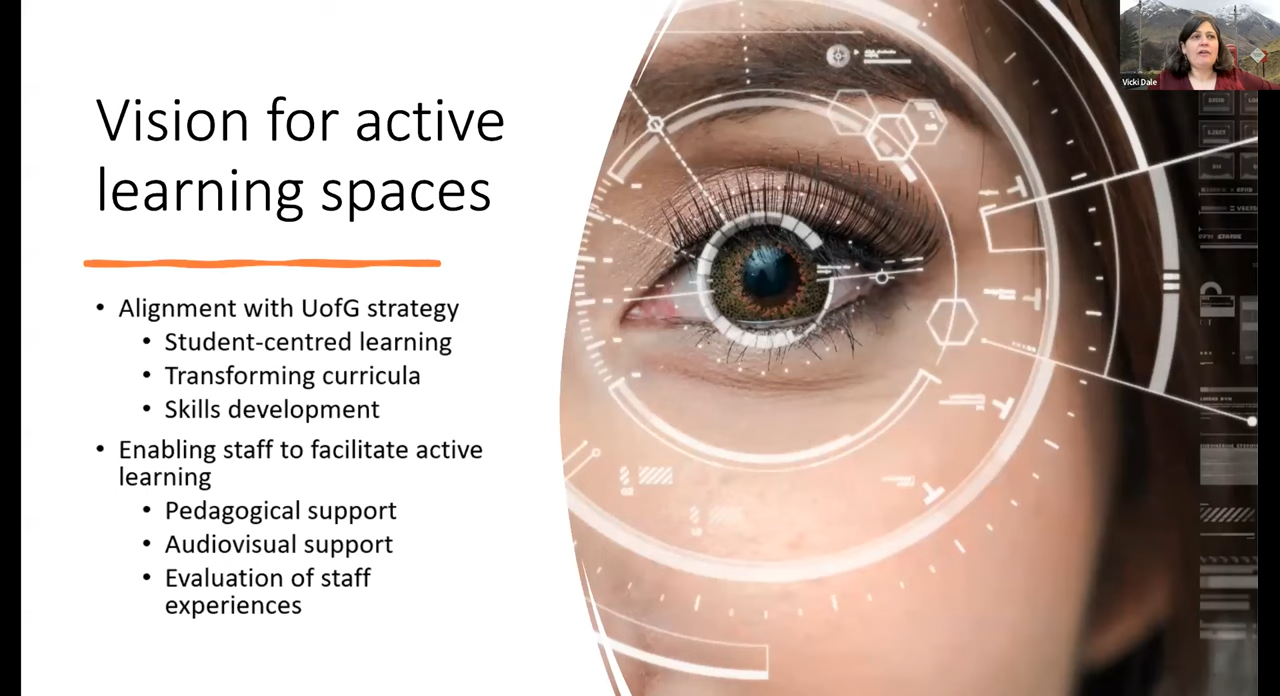 Vision for active
learning spaces
• Alignment with UofG strategy
• Student-centred learning
• Transforming curricula
• Skills development
• Enabling staff to facilitate active
learning
• Pedagogical support
• Audiovisual support
• Evaluation of staff
experiences
Vicki Dale